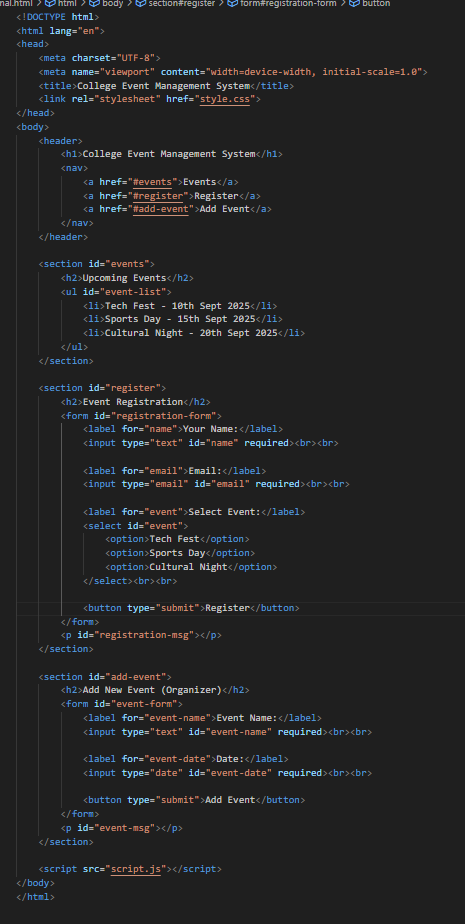 nal.html > html > body > section#register > form#registration-form > button
<!DOCTYPE html>
<html lang="en">
<head>
    <meta charset="UTF-8">
    <meta name="viewport" content="width=device-width, initial-scale=1.0">
    <title>College Event Management System</title>
    <link rel="stylesheet" href="style.css">
</head>
<body>
    <header>
        <h1>College Event Management System</h1>
        <nav>
            <a href="#events">Events</a>
            <a href="#register">Register</a>
            <a href="#add-event">Add Event</a>
        </nav>
    </header>

    <section id="events">
        <h2>Upcoming Events</h2>
        <ul id="event-list">
            <li>Tech Fest - 10th Sept 2025</li>
            <li>Sports Day - 15th Sept 2025</li>
            <li>Cultural Night - 20th Sept 2025</li>
        </ul>
    </section>

    <section id="register">
        <h2>Event Registration</h2>
        <form id="registration-form">
            <label for="name">Your Name:</label>
            <input type="text" id="name" required><br><br>

            <label for="email">Email:</label>
            <input type="email" id="email" required><br><br>

            <label for="event">Select Event:</label>
            <select id="event">
                <option>Tech Fest</option>
                <option>Sports Day</option>
                <option>Cultural Night</option>
            </select><br><br>

            <button type="submit">Register</button>
        </form>
        <p id="registration-msg"></p>
    </section>

    <section id="add-event">
        <h2>Add New Event (Organizer)</h2>
        <form id="event-form">
            <label for="event-name">Event Name:</label>
            <input type="text" id="event-name" required><br><br>

            <label for="event-date">Date:</label>
            <input type="date" id="event-date" required><br><br>

            <button type="submit">Add Event</button>
        </form>
        <p id="event-msg"></p>
    </section>

    <script src="script.js"></script>
</body>
</html>